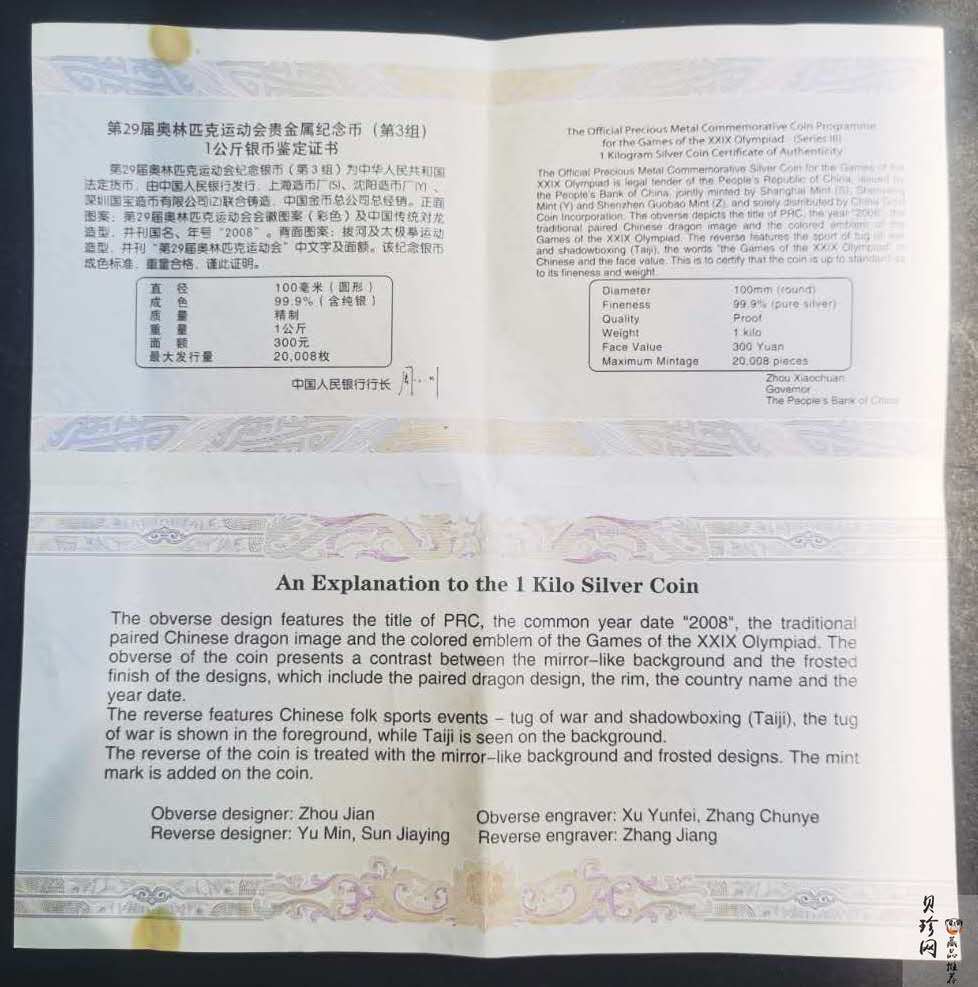 第29届奥林匹克运动会贵金属纪念币（第3组）
1公斤银币鉴定证书
第29届奥林匹克运动会纪念银币（第3组）为中华人民共和国
法定货币，由中国人民银行发行，上海造币厂(S)、沈阳造币厂(Y)、
深圳国宝造币有限公司(Z)联合铸造，中国金币总公司总经销。正面
图案：第29届奥林匹克运动会会徽图案（彩色）及中国传统对龙
造型，并刊国名、年号“2008”。背面图案：拔河及太极拳运动
造型，并刊“第29届奥林匹克运动会”中文字及面额。该纪念银币
成色标准，重量合格，谨此证明。
直 径 100毫米（圆形）
成 色 99.9%（含纯银）
质 量 精制
重 量 1公斤
面 额 300元
最大发行量 20,008枚
中国人民银行行长
The Official Precious Metal Commemorative Coin Programme
for the Games of the XXIX Olympiad (Series III)
1 Kilogram Silver Coin Certificate of Authenticity
The Official Precious Metal Commemorative Silver Coin for the Games of the
XXIX Olympiad is legal tender of the People's Republic of China, issued by
the People's Bank of China, jointly minted by Shanghai Mint (S), Shenyang
Mint (Y) and Shenzhen Guobao Mint (Z), and solely distributed by China Gold
Coin Incorporation. The obverse depicts the title of PRC, the year "2008", the
traditional paired Chinese dragon image and the colored emblem of the
Games of the XXIX Olympiad. The reverse features the sport of tug of war
and shadowboxing (Taiji), the words "the Games of the XXIX Olympiad" in
Chinese and the face value. This is to certify that the coin is up to standard as
to its fineness and weight.
Diameter 100mm (round)
Fineness 99.9% (pure silver)
Quality Proof
Weight 1 kilo
Face Value 300 Yuan
Maximum Mintage 20,008 pieces
Zhou Xiaochuan
Governor
The People's Bank of China
An Explanation to the 1 Kilo Silver Coin
The obverse design features the title of PRC, the common year date "2008", the traditional
paired Chinese dragon image and the colored emblem of the Games of the XXIX Olympiad. The
obverse of the coin presents a contrast between the mirror–like background and the frosted
finish of the designs, which include the paired dragon design, the rim, the country name and the
year date.
The reverse features Chinese folk sports events – tug of war and shadowboxing (Taiji), the tug
of war is shown in the foreground, while Taiji is seen on the background.
The reverse of the coin is treated with the mirror–like background and frosted designs. The mint
mark is added on the coin.
Obverse designer: Zhou Jian Obverse engraver: Xu Yunfei, Zhang Chunye
Reverse designer: Yu Min, Sun Jiaying Reverse engraver: Zhang Jiang
贝珍网
藏品推荐